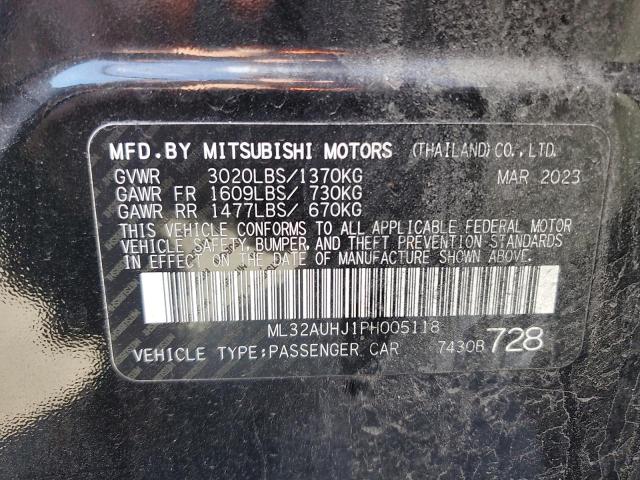 MFD.BY MITSUBISHI MOTORS (THAILAND)CO.,LTD.
GVWR 3020LBS/1370KG MAR 2023
GAWR FR 1609LBS/ 730KG
GAWR RR 1477LBS/ 670KG
THIS VEHICLE CONFORMS TO ALL APPLICABLE FEDERAL MOTOR
VEHICLE SAFETY, BUMPER, AND THEFT PREVENTION STANDARDS
IN EFFECT ON THE DATE OF MANUFACTURE SHOWN ABOVE.
ML32AUHJ1PH005118
VEHICLE TYPE:PASSENGER CAR 7430B 728